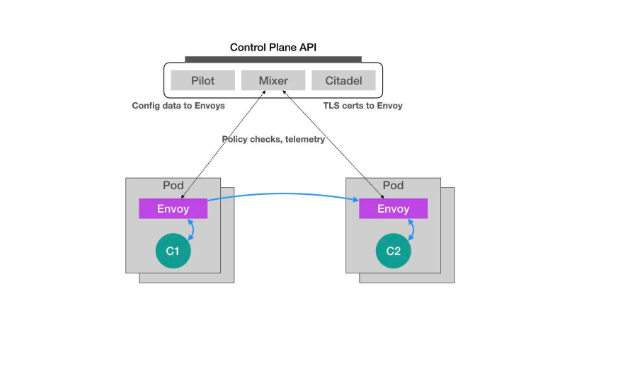 Control Plane API
Pilot Mixer Citadel
Config data to Envoys TLS certs to Envoy
Policy checks, telemetry
Pod Pod
Envoy Envoy
C1 C2